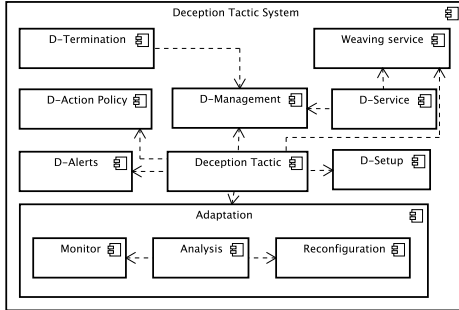 Deception Tactic System
D-Termination
Weaving service
D-Action Policy
D-Management
D-Service
D-Alerts
Deception Tactic
D-Setup
Adaptation
Monitor
Analysis
Reconfiguration